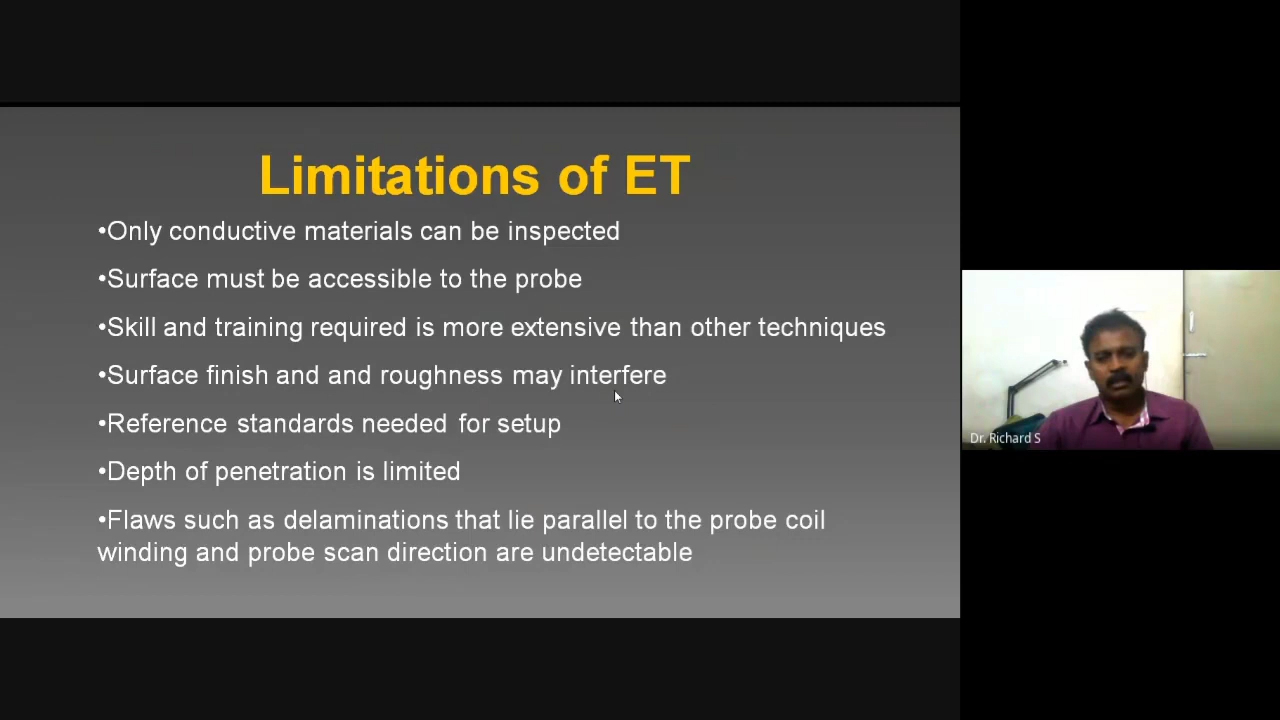 Limitations of ET
•Only conductive materials can be inspected
•Surface must be accessible to the probe
•Skill and training required is more extensive than other techniques
•Surface finish and and roughness may interfere
•Reference standards needed for setup
•Depth of penetration is limited
•Flaws such as delaminations that lie parallel to the probe coil
winding and probe scan direction are undetectable
Dr. Richard S